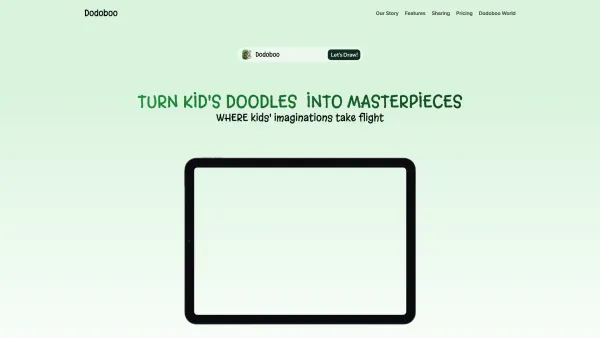 Dodoboo
Our Story Features Sharing Pricing Dodoboo World
Dodoboo Let's Draw!
TURN KiD'S DOODLES iNTO MASTERPiECES
WHERE kids' imaginations take flight